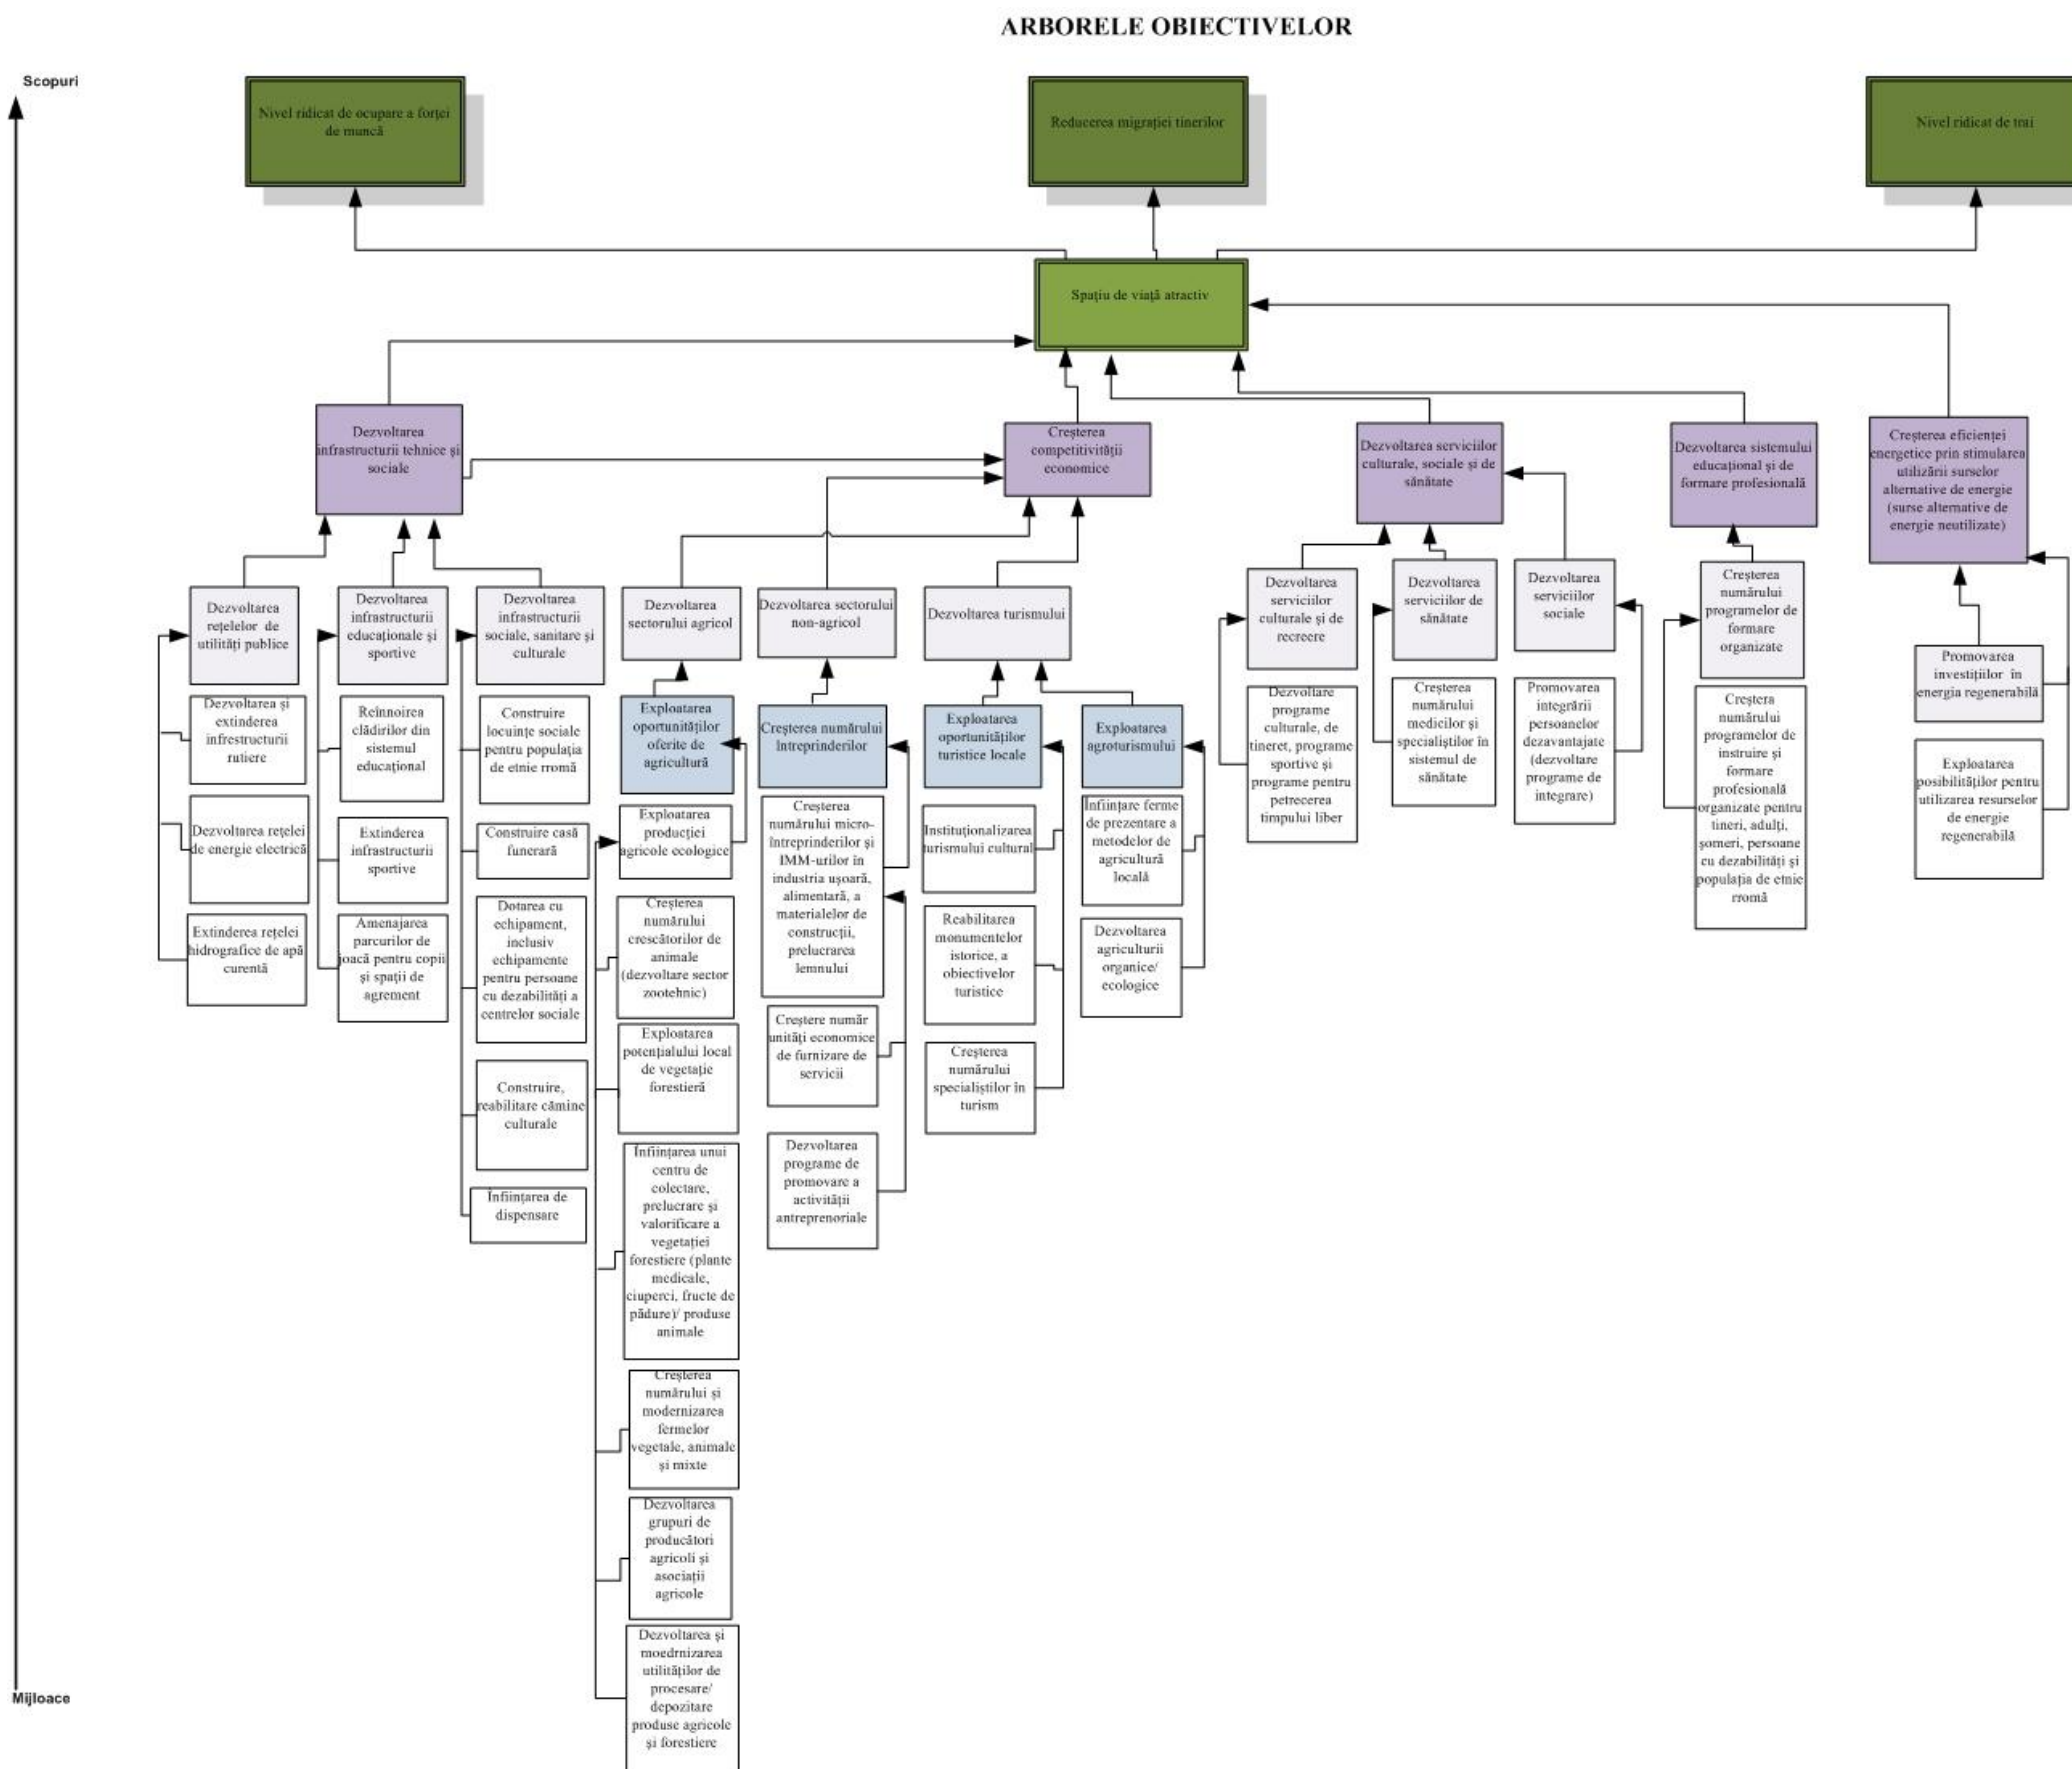 ARBORELE OBIECTIVELOR
Scopuri
Nivel ridicat de ocupare a forței
de muncă
Reducerea migrației tinerilor
Nivel ridicat de trai
Spațiu de viață atractiv
Dezvoltarea
infrastructurii tehnice și
sociale
Creșterea
competitivității
economice
Dezvoltarea serviciilor
culturale, sociale și de
sănătate
Dezvoltarea sistemului
educațional și de
formare profesională
Creșterea eficienței
energetice prin stimularea
utilizării surselor
alternative de energie
(surse alternative de
energie neutilizate)
Dezvoltarea
rețelelor de
utilități publice
Dezvoltarea
infrastructurii
educaționale și
sportive
Dezvoltarea
infrastructurii
sociale, sanitare și
culturale
Dezvoltarea
sectorului agricol
Dezvoltarea sectorului
non-agricol
Dezvoltarea turismului
Dezvoltarea
serviciilor
culturale și de
recreere
Dezvoltarea
serviciilor de
sănătate
Dezvoltarea
serviciilor
sociale
Creșterea
numărului
programelor de
formare
organizate
Promovarea
investițiilor în
energia regenerabilă
Dezvoltarea și
extinderea
infrestructurii
rutiere
Dezvoltarea rețelei
de energie electrică
Extinderea rețelei
hidrografice de apă
curentă
Reînnoirea
clădirilor din
sistemul
educațional
Extinderea
infrastructurii
sportive
Amenajarea
parcurilor de
joacă pentru copii
și spații de
agrement
Construire
locuințe sociale
pentru populația
de etnie rromă
Construire casă
funerară
Dotarea cu
echipament,
inclusiv
echipamente
pentru persoane
cu dezabilități a
centrelor sociale
Construire,
reabilitare cămine
culturale
Înființarea de
dispensare
Exploatarea
oportunităților
oferite de
agricultură
Exploatarea
producției
agricole ecologice
Creșterea
numărului
crescătorilor de
animale
(dezvoltare sector
zootehnic)
Exploatarea
potențialului local
de vegetație
forestieră
Înființarea unui
centru de
colectare,
prelucrare și
valorificare a
vegetației
forestiere (plante
medicale,
ciuperci, fructe de
pădure)/ produse
animale
Creșterea
numărului și
modernizarea
fermelor
vegetale, animale
și mixte
Dezvoltarea
grupuri de
producători
agricoli și
asociații
agricole
Dezvoltarea și
moedrnizarea
utilităților de
procesare/
depozitare
produse agricole
și forestiere
Creșterea numărului
întreprinderilor
Creșterea
numărului micro-
întreprinderilor și
IMM-urilor în
industria ușoară,
alimentară, a
materialelor de
construcții,
prelucrarea
lemnului
Creștere număr
unități economice
de furnizare de
servicii
Dezvoltarea
programe de
promovare a
activității
antreprenoriale
Exploatarea
oportunităților
turistice locale
Instituționalizarea
turismului cultural
Reabilitarea
monumentelor
istorice, a
obiectivelor
turistice
Creșterea
numărului
specialiștilor în
turism
Exploatarea
agroturismului
Înființare ferme
de prezentare a
metodelor de
agricultură
locală
Dezvoltarea
agriculturii
organice/
ecologice
Dezvoltare
programe
culturale, de
tineret, programe
sportive și
programe pentru
petrecerea
timpului liber
Creșterea
numărului
medicilor și
specialiștilor în
sistemul de
sănătate
Promovarea
integrării
persoanelor
dezavantajate
(dezvoltare
programe de
integrare)
Creștera
numărului
programelor de
instruire și
formare
profesională
organizate pentru
tineri, adulți,
șomeri, persoane
cu dezabilități și
populația de etnie
rromă
Exploatarea
posibilităților pentru
utilizarea resurselor
de energie
regenerabilă
Mijloace